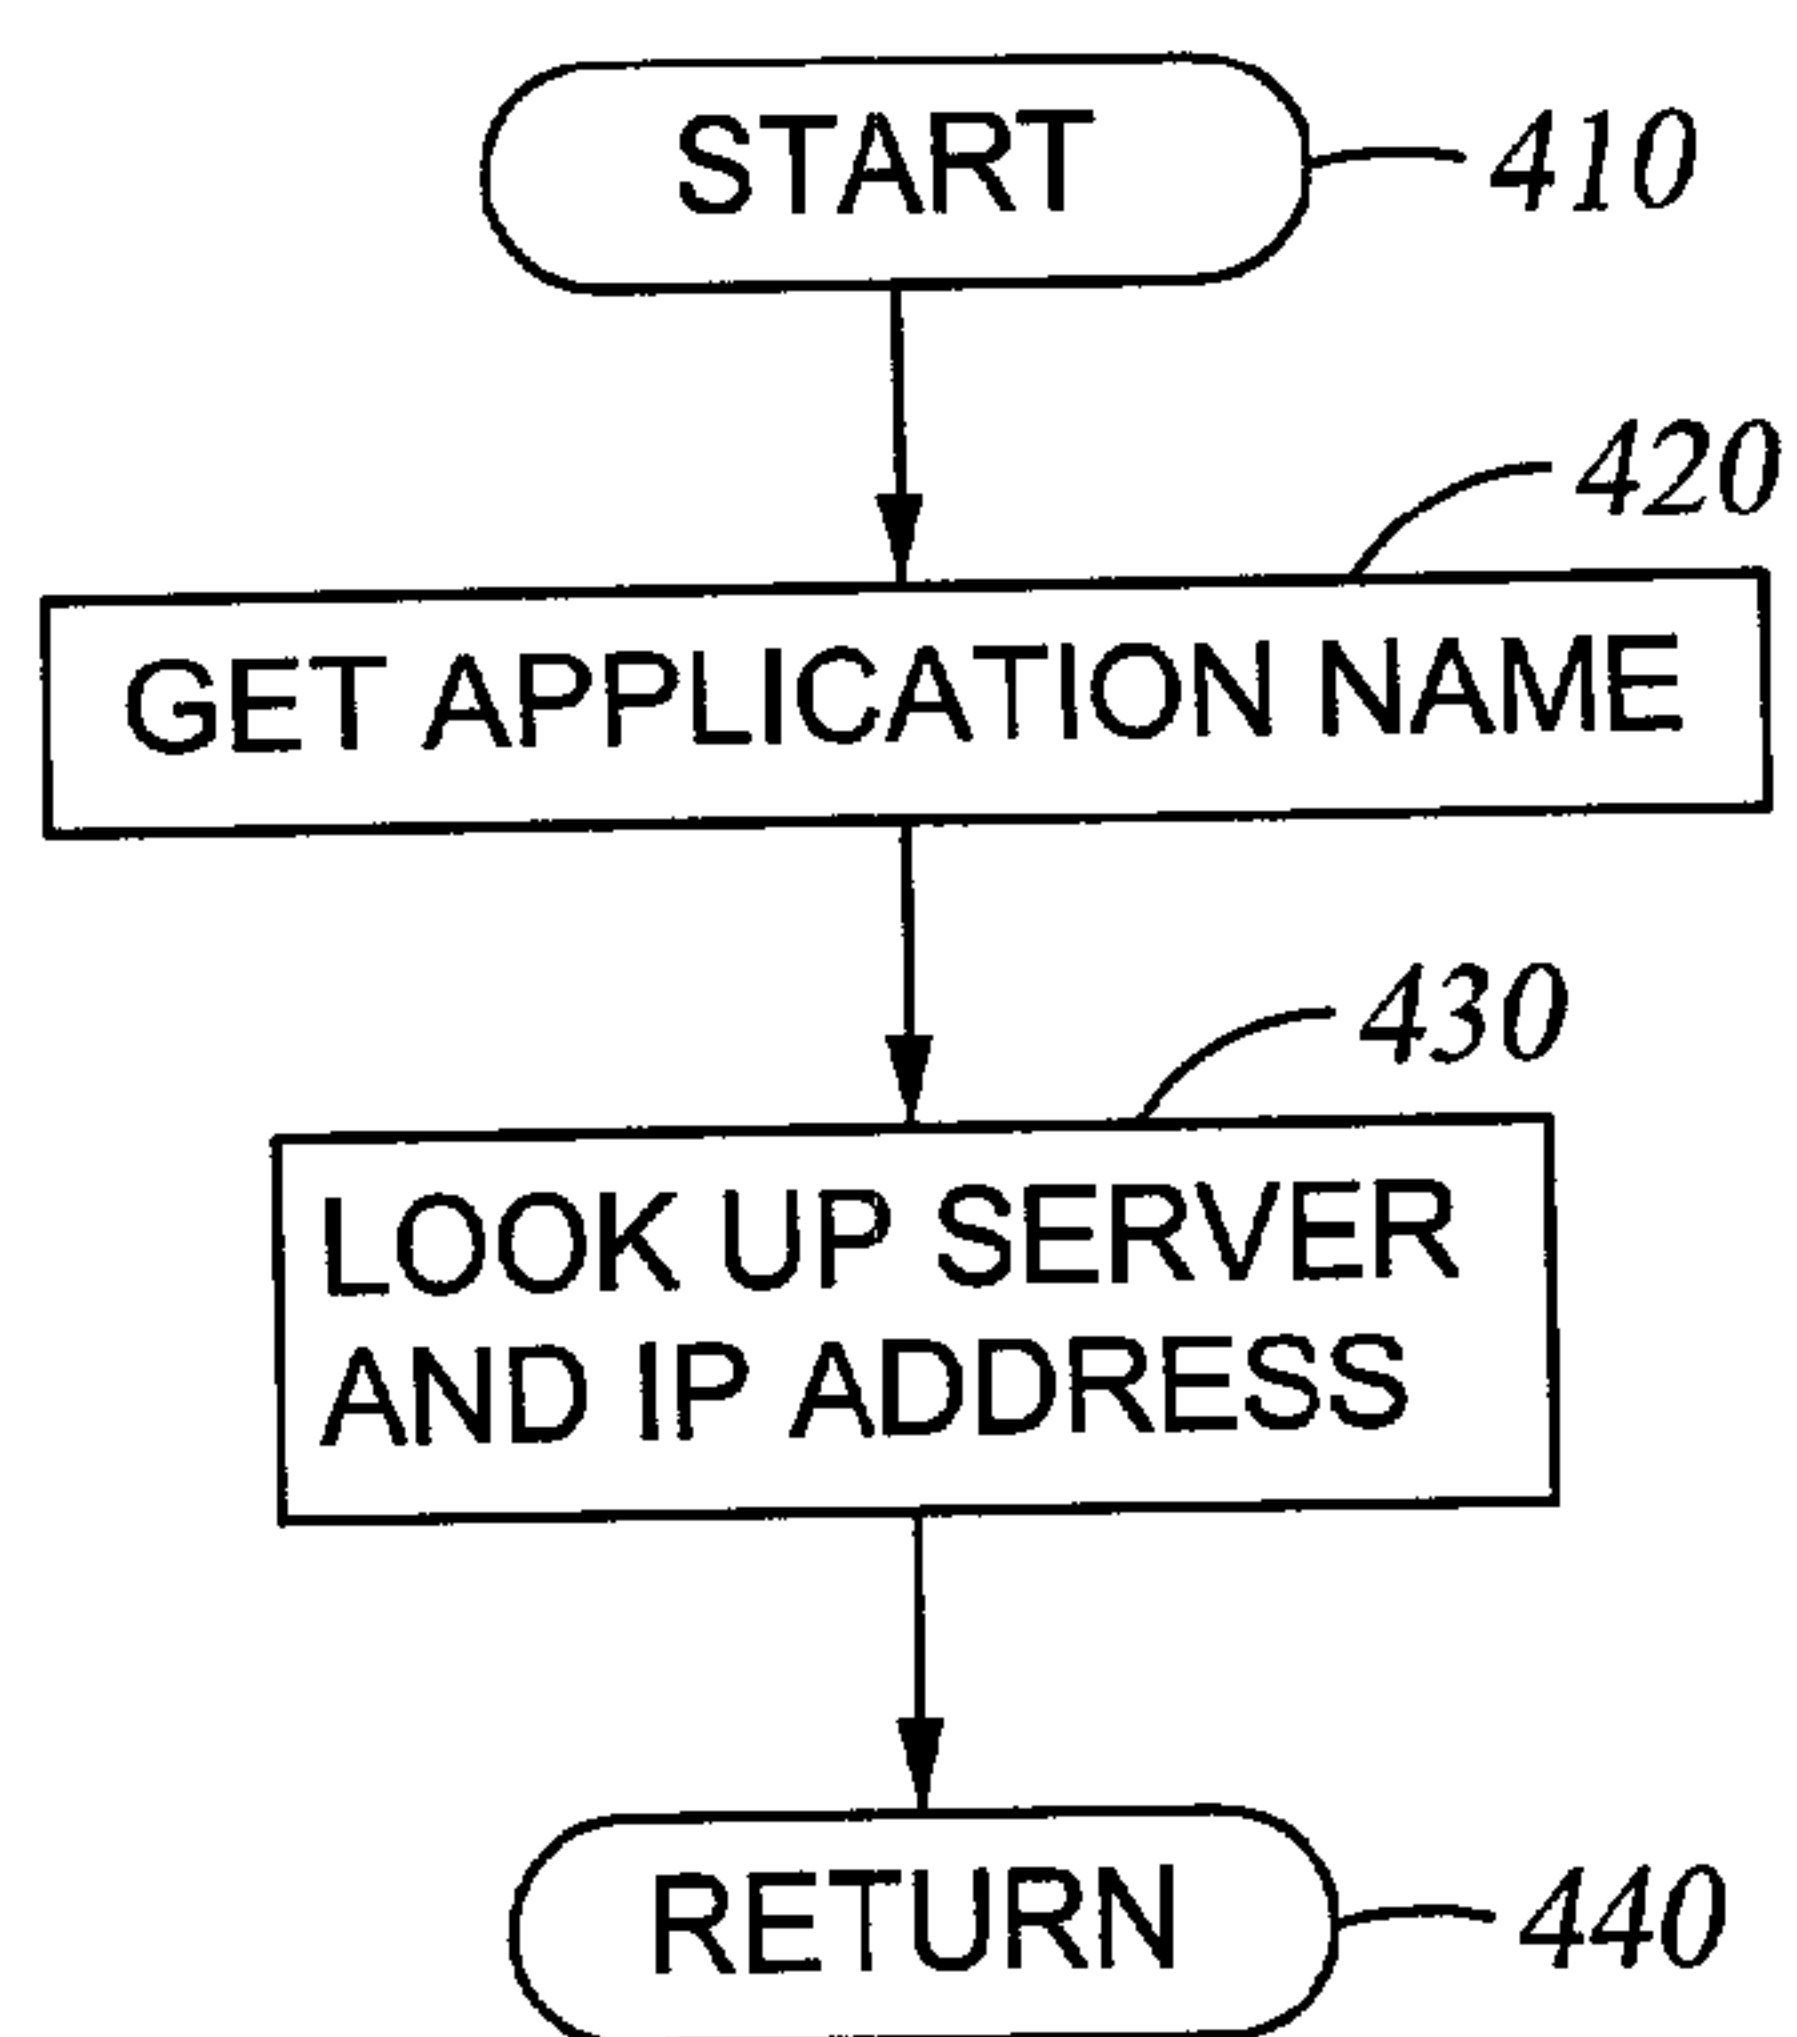 START
410
420
GET APPLICATION NAME
430
LOOK UP SERVER
AND IP ADDRESS
RETURN
440